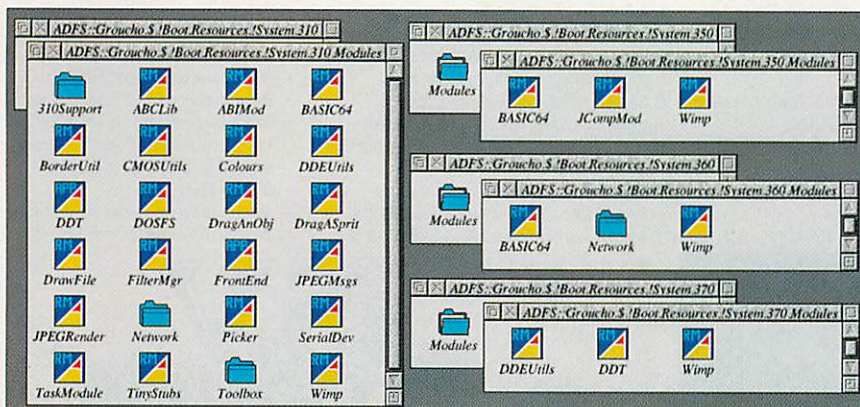 ADFS::Groucho.$.!Boot.Resources.!System.310
ADFS::Groucho.$.!Boot.Resources.!System.310.Modules
310Support ABCLib ABIMod BASIC64
BorderUtil CMOSUtils Colours DDEUtils
DDT DOSFS DragAnObj DragASprit
DrawFile FilterMgr FrontEnd JPEGMsgs
JPEGRender Network Picker SerialDev
TaskModule TinyStubs Toolbox Wimp
ADFS::Groucho.$.!Boot.Resources.!System.350
Modules
ADFS::Groucho.$.!Boot.Resources.!System.350.Modules
BASIC64 JCompMod Wimp
ADFS::Groucho.$.!Boot.Resources.!System.360
Modules
ADFS::Groucho.$.!Boot.Resources.!System.360.Modules
BASIC64 Network Wimp
ADFS::Groucho.$.!Boot.Resources.!System.370
Modules
ADFS::Groucho.$.!Boot.Resources.!System.370.Modules
DDEUtils DDT Wimp